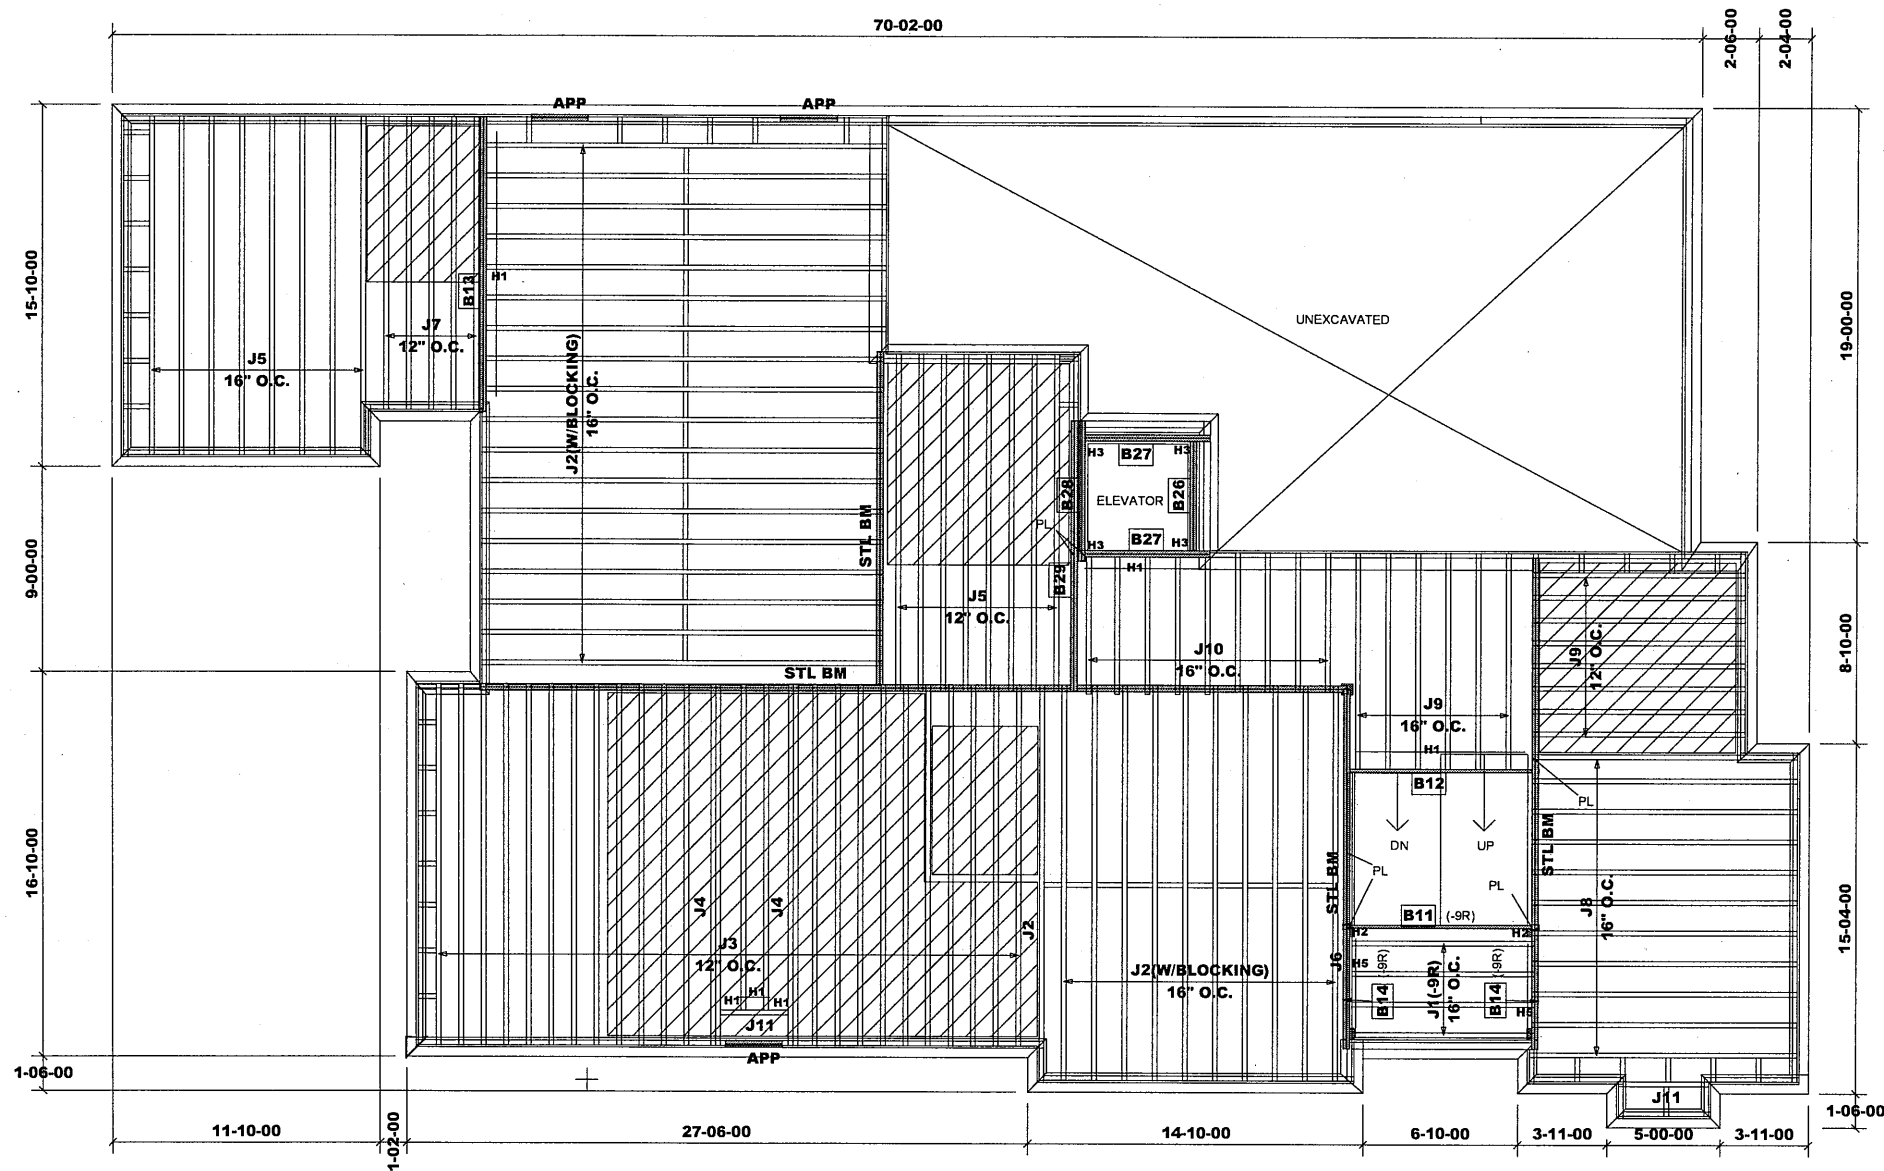 70-02-00
2-06-00
2-04-00
APP
APP
15-10-00
9-00-00
16-10-00
1-06-00
19-00-00
8-10-00
15-04-00
1-06-00
J5
16" O.C.
J7
12" O.C.
B13
H1
J2(W/BLOCKING)
16" O.C.
UNEXCAVATED
H3
B27
H3
B28
ELEVATOR
B26
PL
H3
B27
H3
H1
B29
STL BM
J5
12" O.C.
STL BM
J10
16" O.C.
J9
16" O.C.
H1
J9
12" O.C.
B12
DN
UP
PL
PL
PL
STL BM
STL BM
B11
(-9R)
H2
H2
J6
H5
(-9R)
B14
J1(-9R)
16" O.C.
(-9R)
B14
H5
J8
16" O.C.
J4
J4
J3
12" O.C.
J2
H1
H1
H1
J11
APP
J2(W/BLOCKING)
16" O.C.
J11
11-10-00
1-02-00
27-06-00
14-10-00
6-10-00
3-11-00
5-00-00
3-11-00